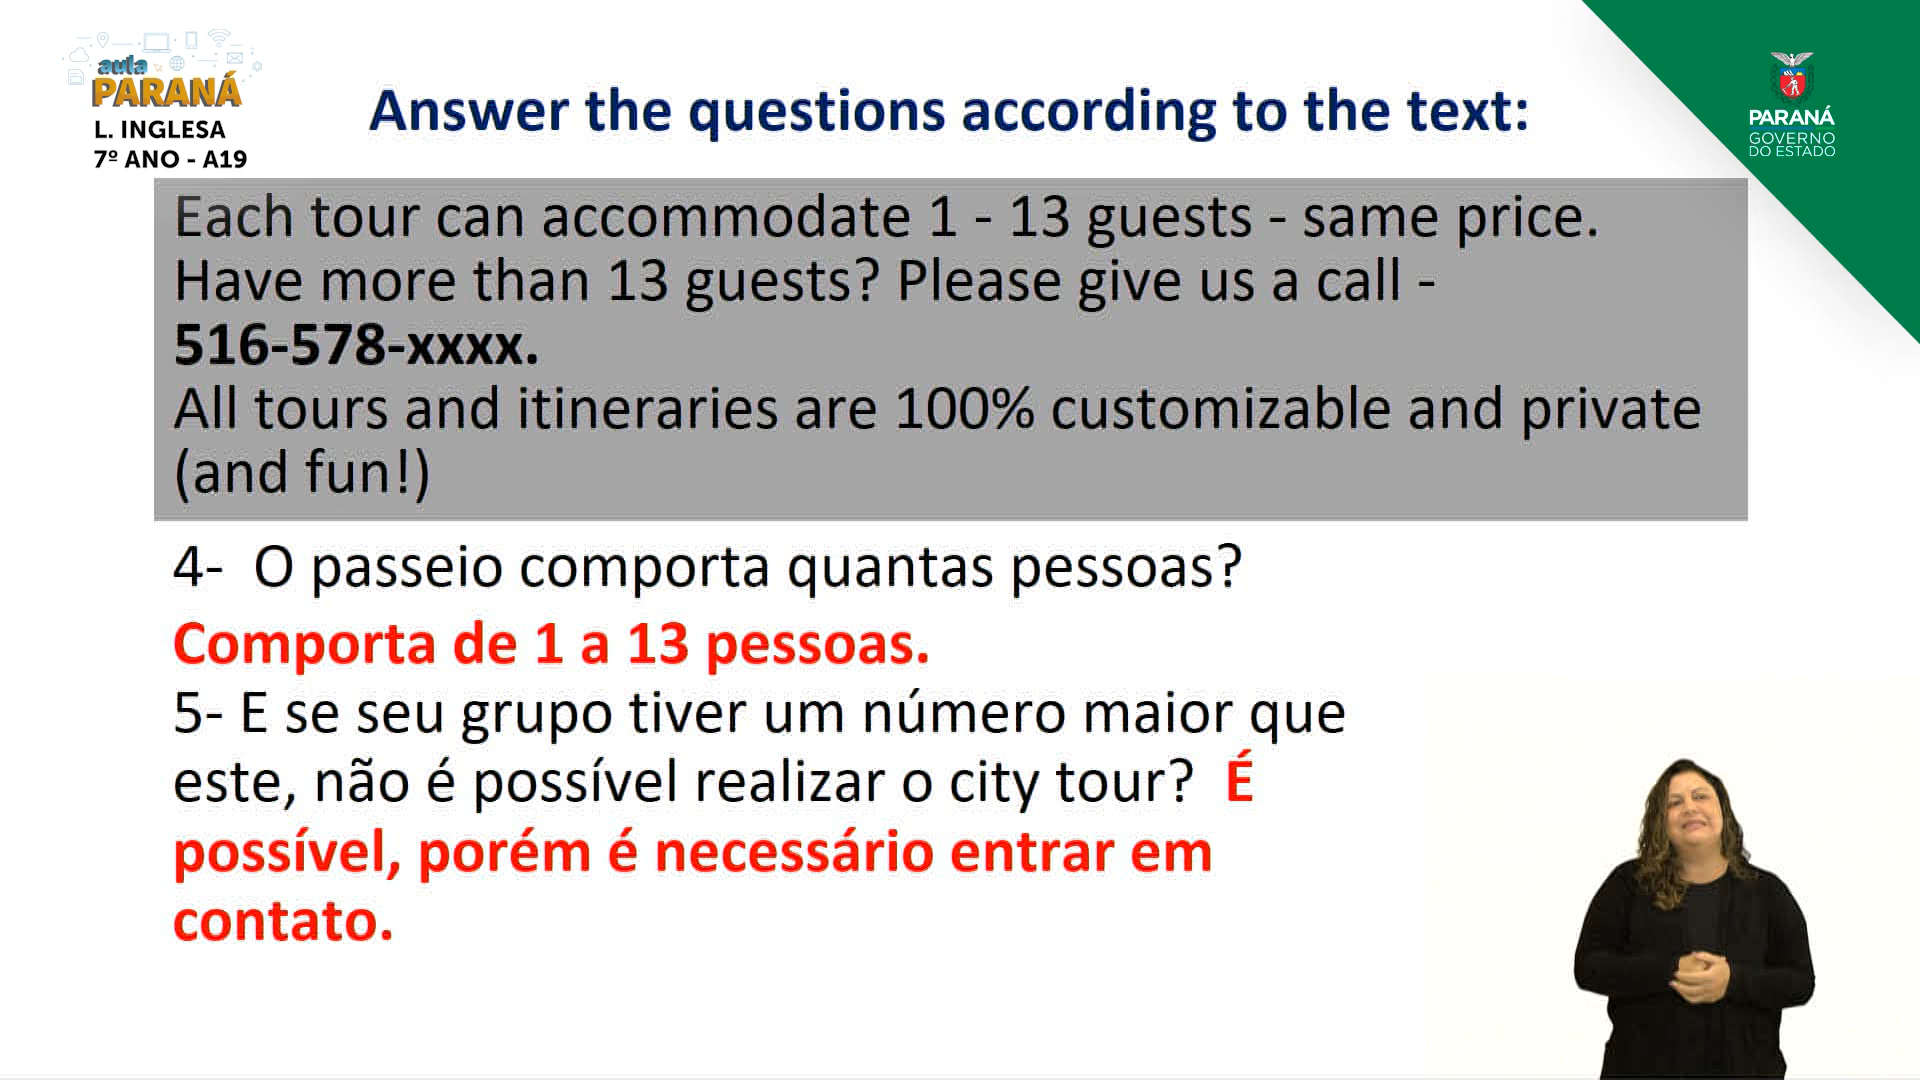 aula
PARANÁ
L. INGLESA
7º ANO - A19
Answer the questions according to the text:
PARANÁ
GOVERNO
DO ESTADO
Each tour can accommodate 1 - 13 guests - same price.
Have more than 13 guests? Please give us a call -
516-578-xxxx.
All tours and itineraries are 100% customizable and private
(and fun!)
4- O passeio comporta quantas pessoas?
Comporta de 1 a 13 pessoas.
5- E se seu grupo tiver um número maior que
este, não é possível realizar o city tour? É
possível, porém é necessário entrar em
contato.